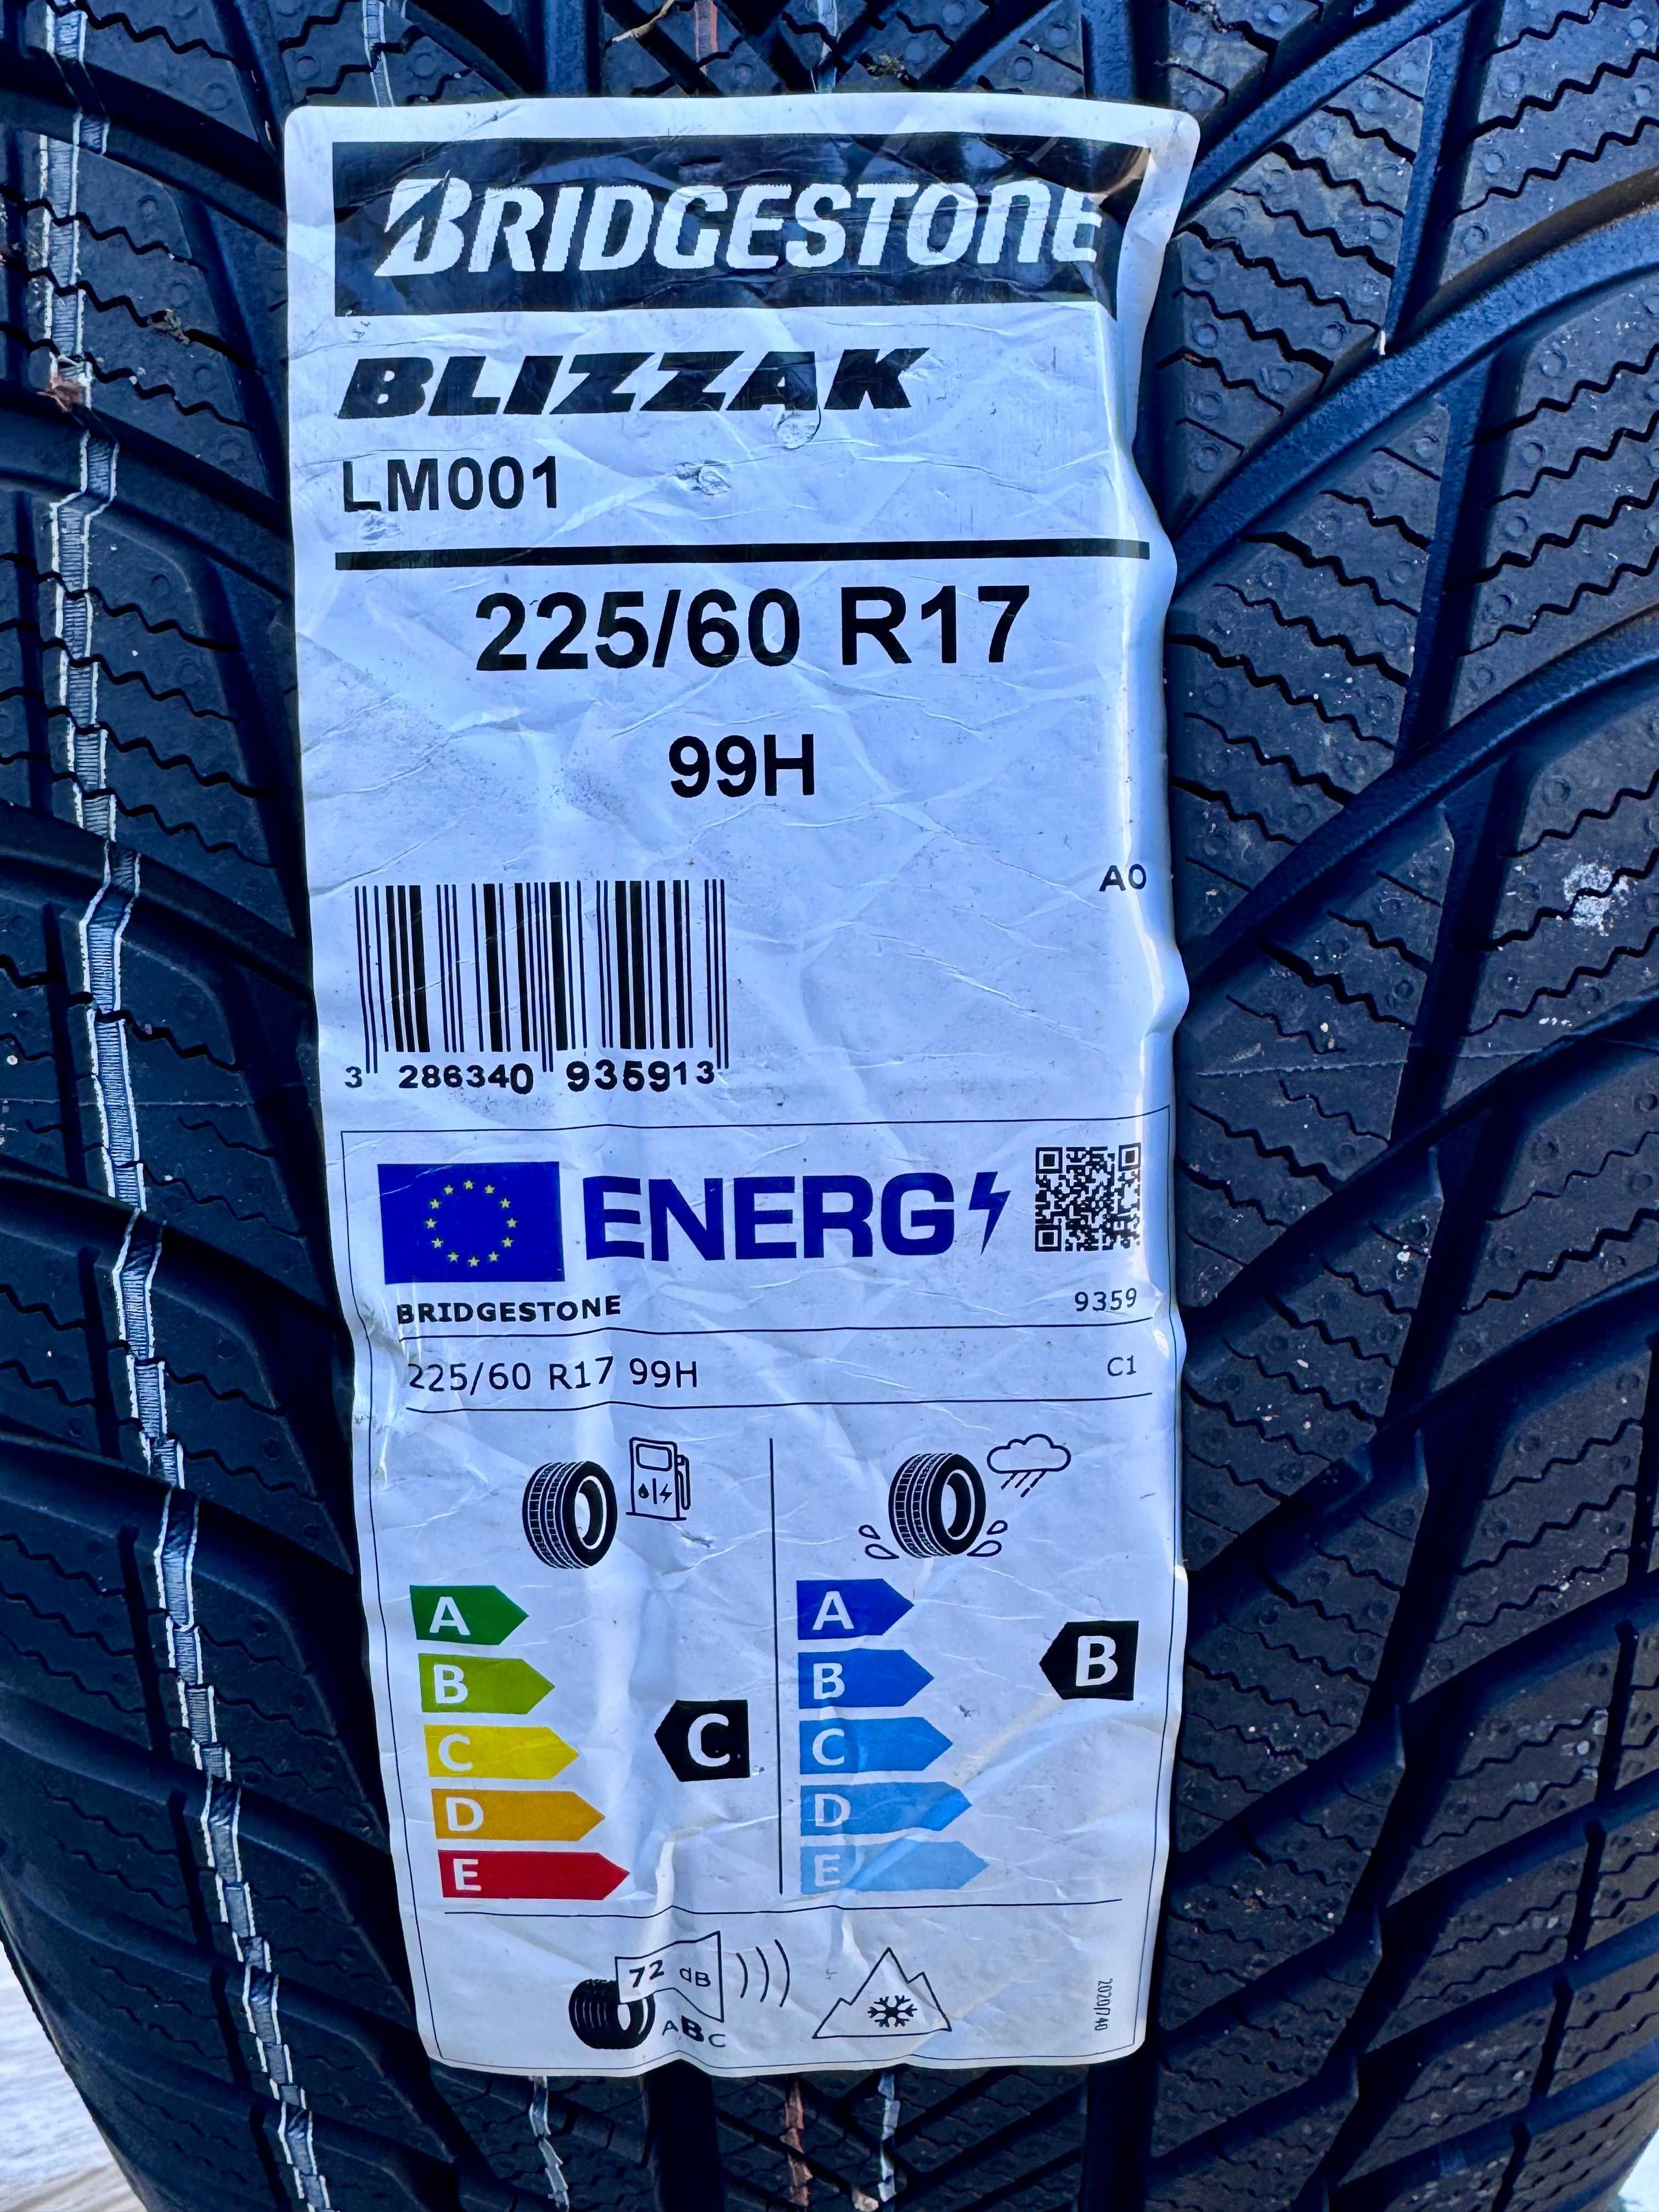 BRIDGESTONE
BLIZZAK
LM001
225/60 R17
99H
AO
3 286340 935913
ENERG
BRIDGESTONE 9359
225/60 R17 99H C1
A A
B B B
C C C
D D
E E
72 dB
ABC
2020/740